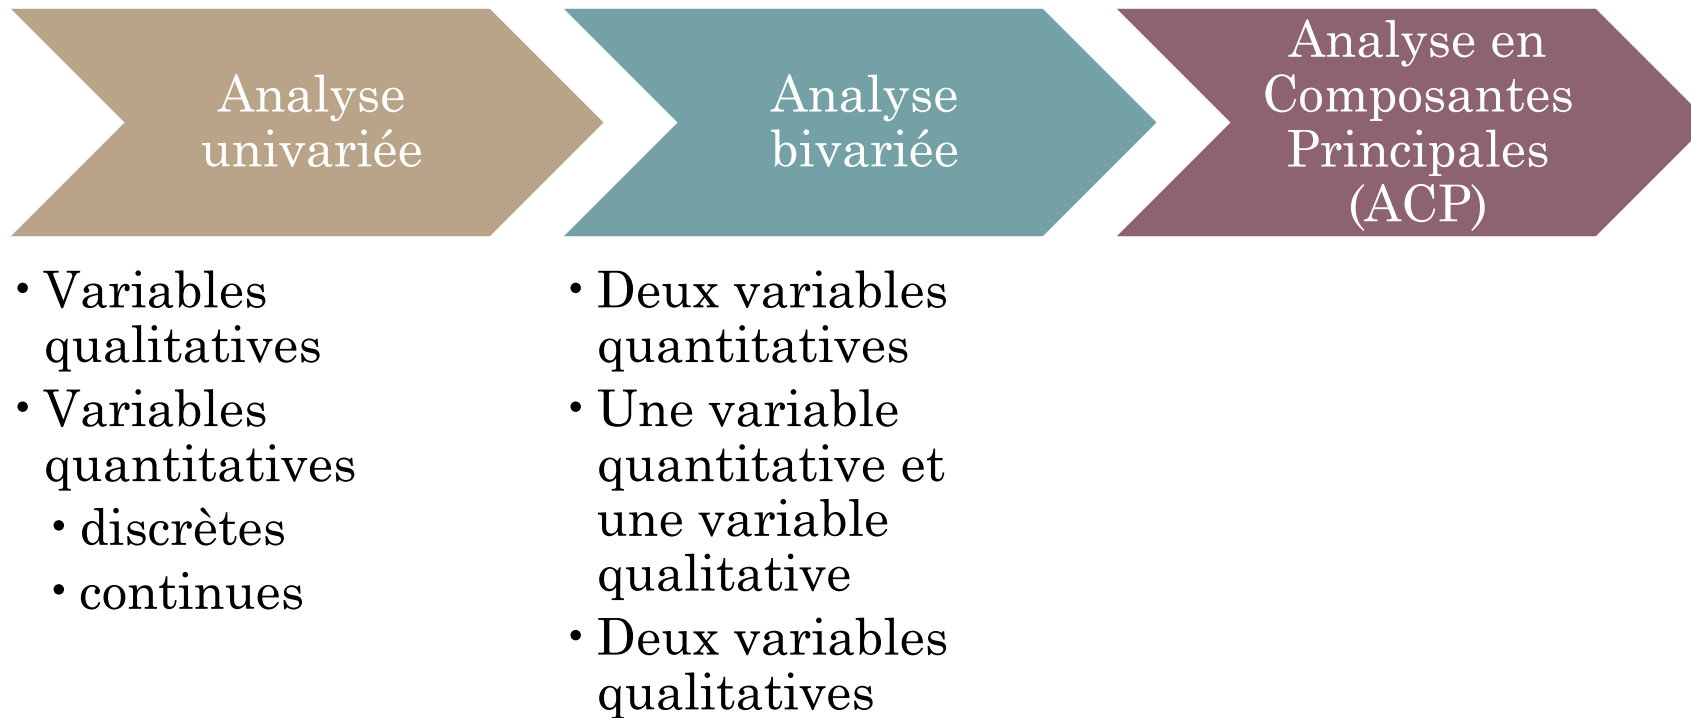 Analyse
univariée
• Variables
qualitatives
• Variables
quantitatives
• discrètes
• continues
Analyse
bivariée
• Deux variables
quantitatives
• Une variable
quantitative et
une variable
qualitative
• Deux variables
qualitatives
Analyse en
Composantes
Principales
(ACP)